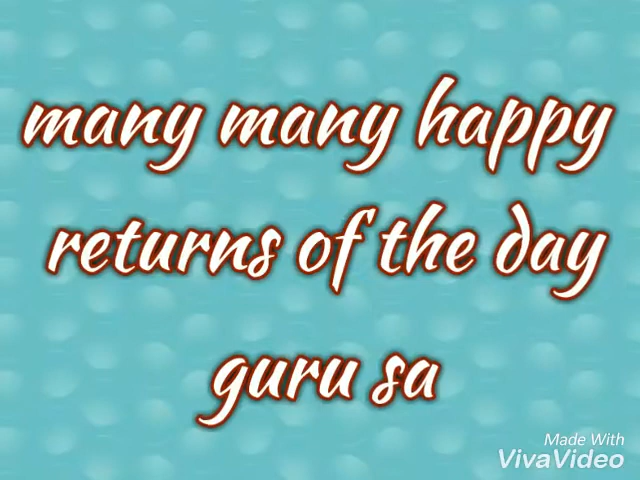 many many happy
returns of the day
guru sa
Made With
VivaVideo